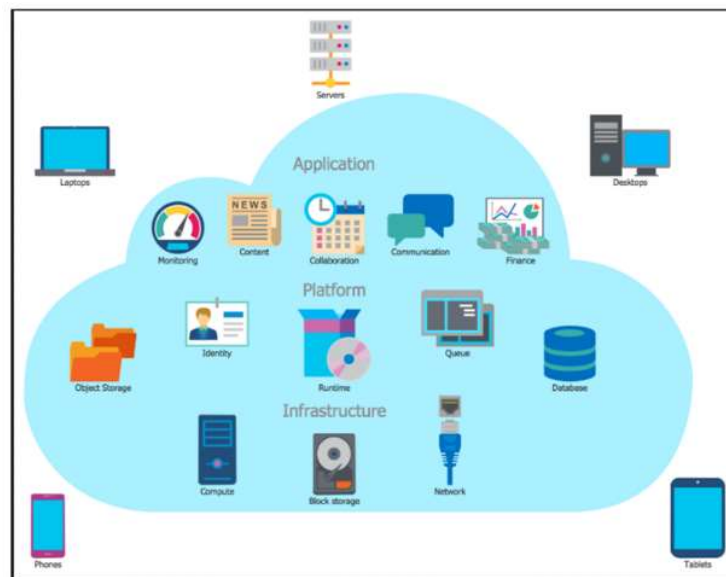 Servers
Laptops
Desktops
Application
NEWS
Monitoring
Content
Collaboration
Communication
Finance
Platform
Identity
Queue
Object Storage
Runtime
Database
Infrastructure
Compute
Block storage
Network
Phones
Tablets